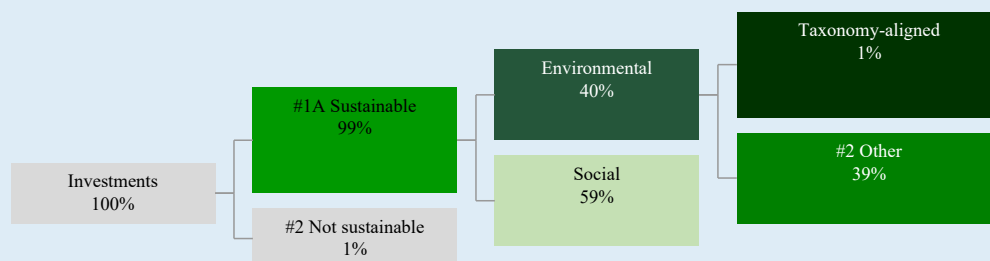 Investments
100%
#1A Sustainable
99%
#2 Not sustainable
1%
Environmental
40%
Social
59%
Taxonomy-aligned
1%
#2 Other
39%